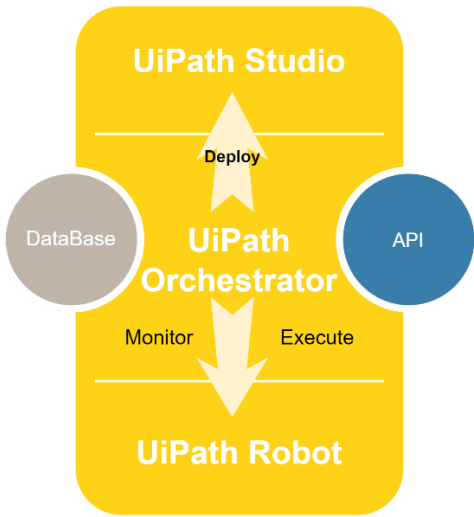 UiPath Studio
Deploy
DataBase
UiPath
Orchestrator
API
Monitor
Execute
UiPath Robot